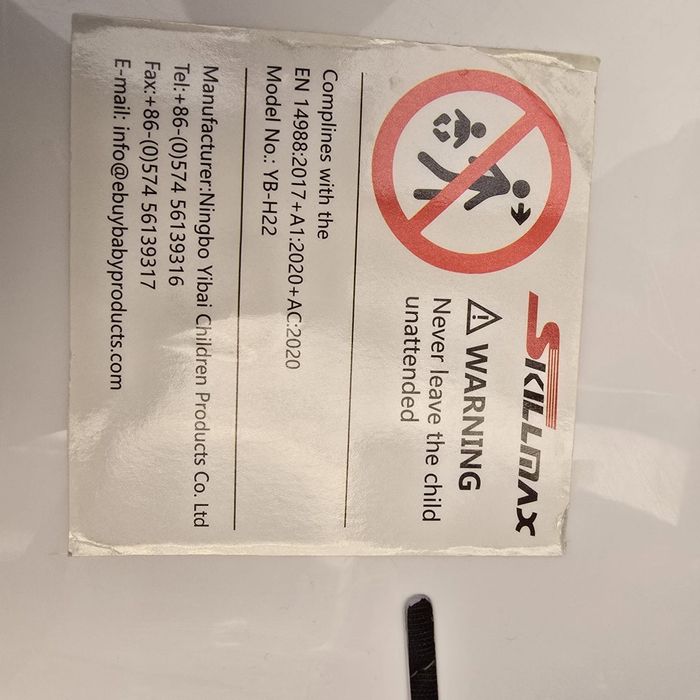 SKILLMAX
WARNING
Never leave the child
unattended
Complines with the
EN 14988:2017+A1:2020+AC:2020
Model No.: YB-H22
Manufacturer:Ningbo Yibai Children Products Co. Ltd
Tel:+86-(0)574 56139316
Fax:+86-(0)574 56139317
E-mail: info@ebuybabyproducts.com